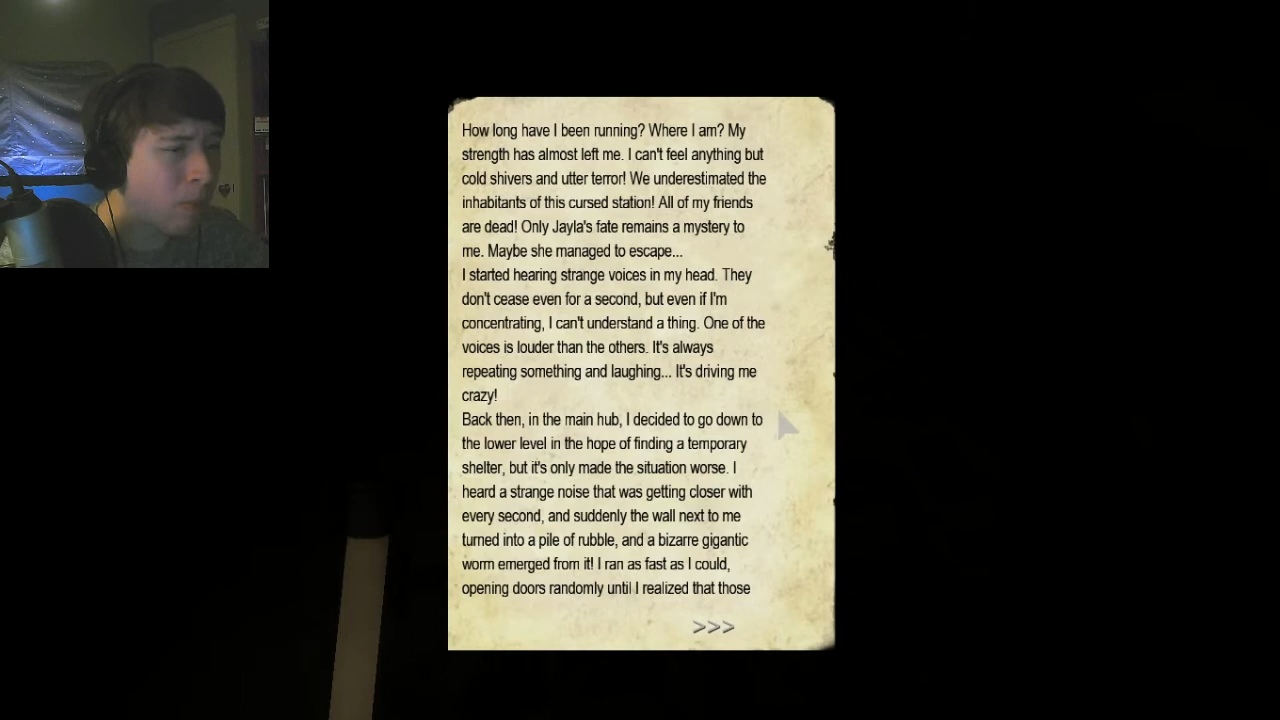 How long have I been running? Where I am? My
strength has almost left me. I can't feel anything but
cold shivers and utter terror! We underestimated the
inhabitants of this cursed station! All of my friends
are dead! Only Jayla's fate remains a mystery to
me. Maybe she managed to escape...
I started hearing strange voices in my head. They
don't cease even for a second, but even if I'm
concentrating, I can't understand a thing. One of the
voices is louder than the others. It's always
repeating something and laughing... It's driving me
crazy!
Back then, in the main hub, I decided to go down to
the lower level in the hope of finding a temporary
shelter, but it's only made the situation worse. I
heard a strange noise that was getting closer with
every second, and suddenly the wall next to me
turned into a pile of rubble, and a bizarre gigantic
worm emerged from it! I ran as fast as I could,
opening doors randomly until I realized that those
>>>